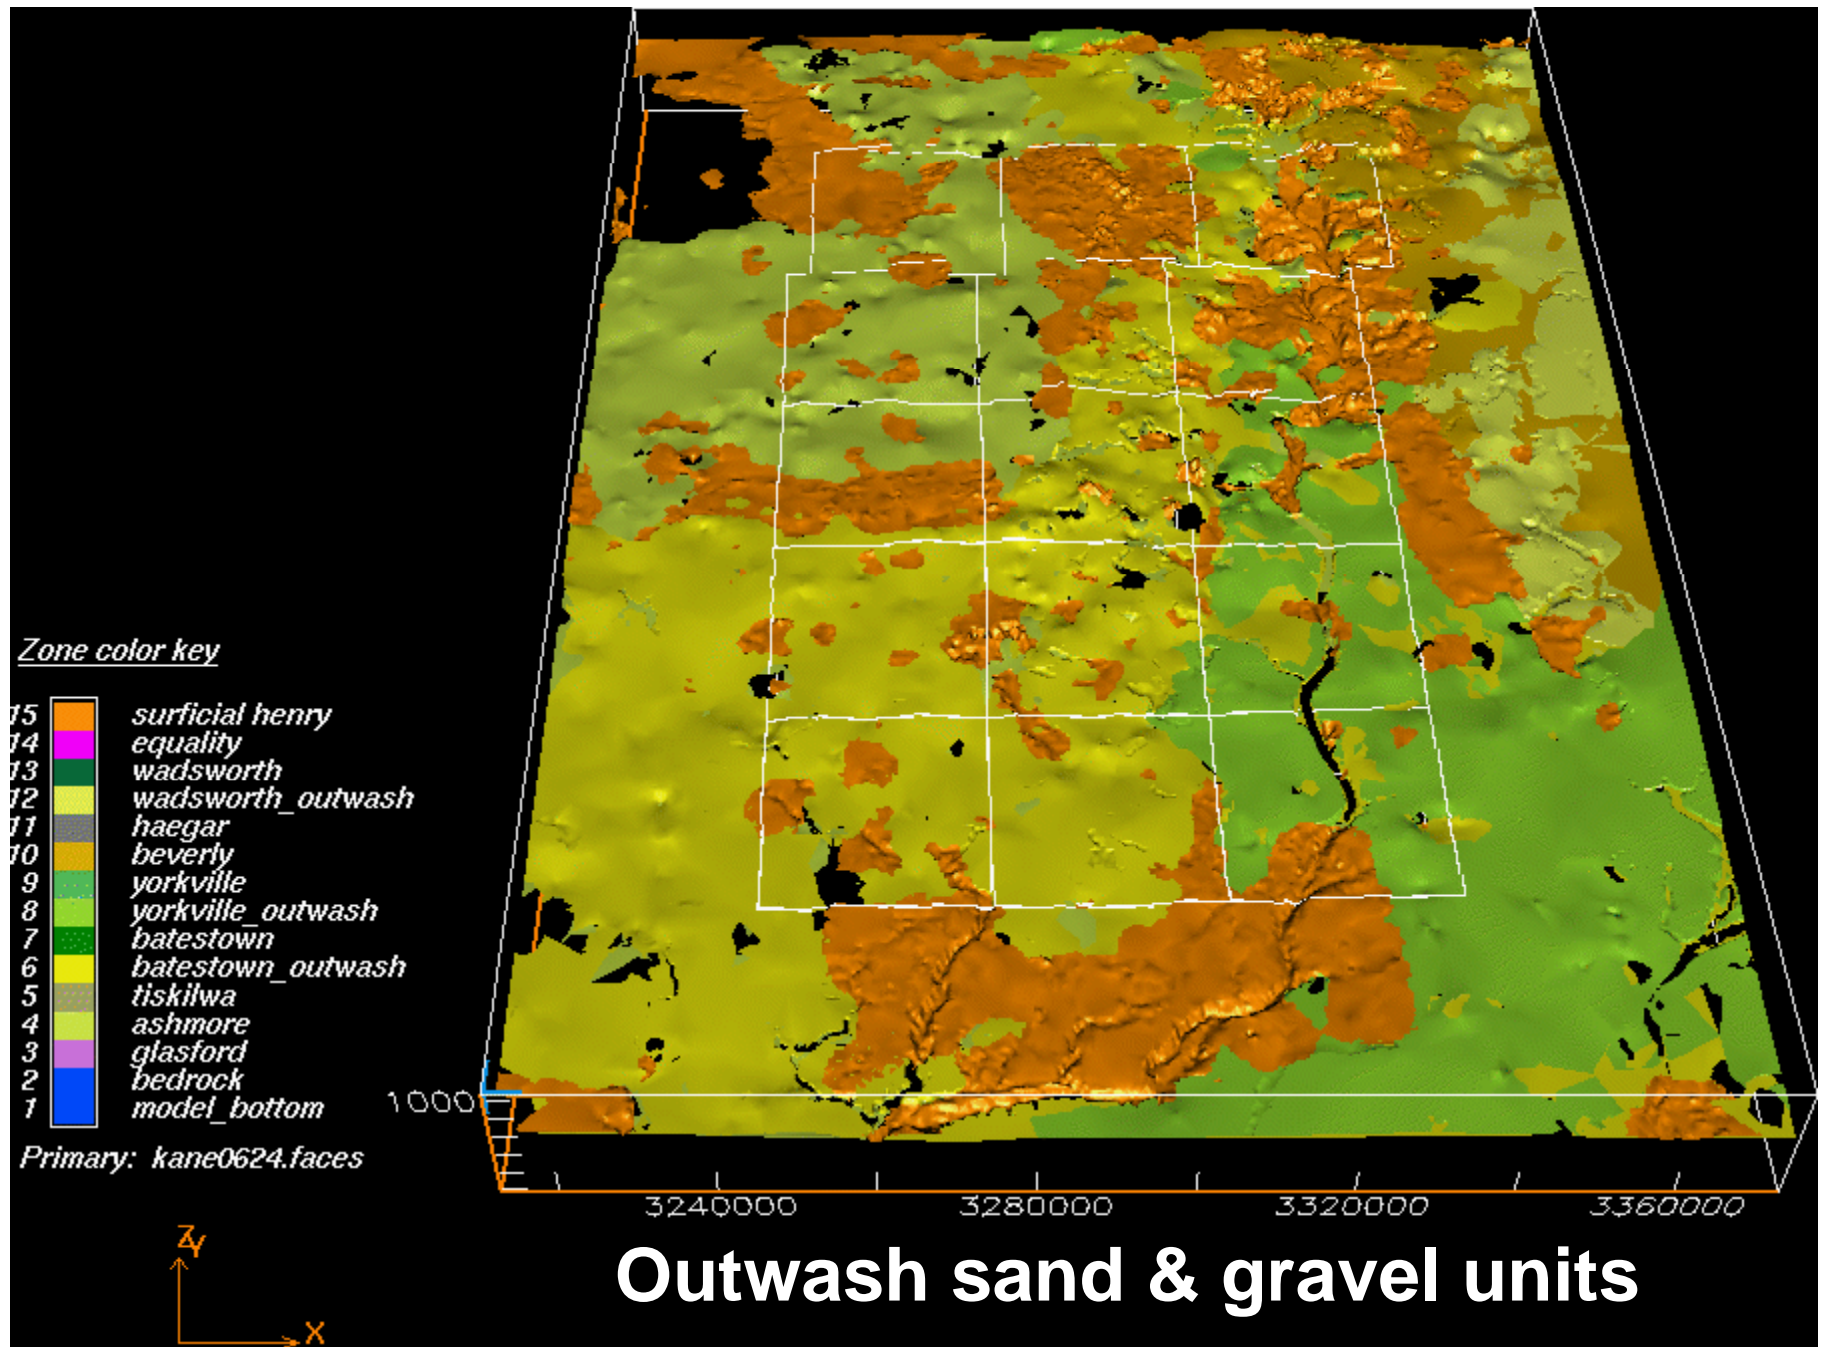 Zone color key
15 surficial henry
14 equality
13 wadsworth
12 wadsworth_outwash
11 haegar
10 beverly
9 yorkville
8 yorkville_outwash
7 batestown
6 batestown_outwash
5 tiskilwa
4 ashmore
3 glasford
2 bedrock
1 model_bottom
1000
Primary: kane0624.faces
3240000 3280000 3320000 3360000
Z Y
X
Outwash sand & gravel units